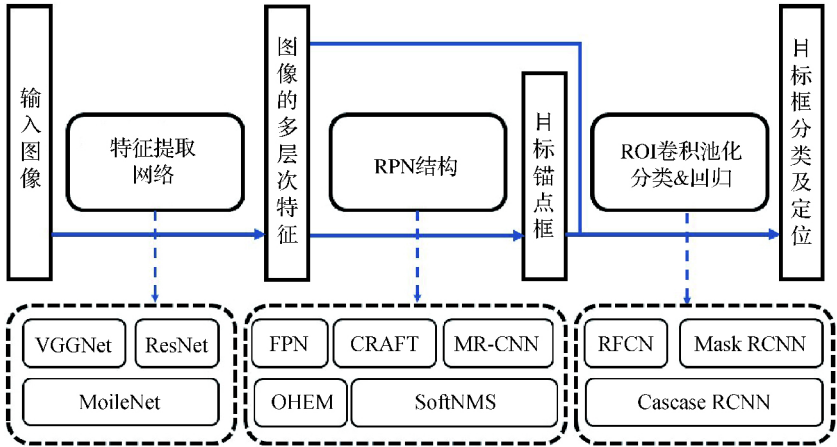 输入图像
特征提取
网络
图像的多层次特征
RPN结构
目标锚点框
ROI卷积池化
分类&回归
目标框分类及定位
VGGNet
ResNet
MoileNet
FPN
CRAFT
MR-CNN
OHEM
SoftNMS
RFCN
Mask RCNN
Cascase RCNN